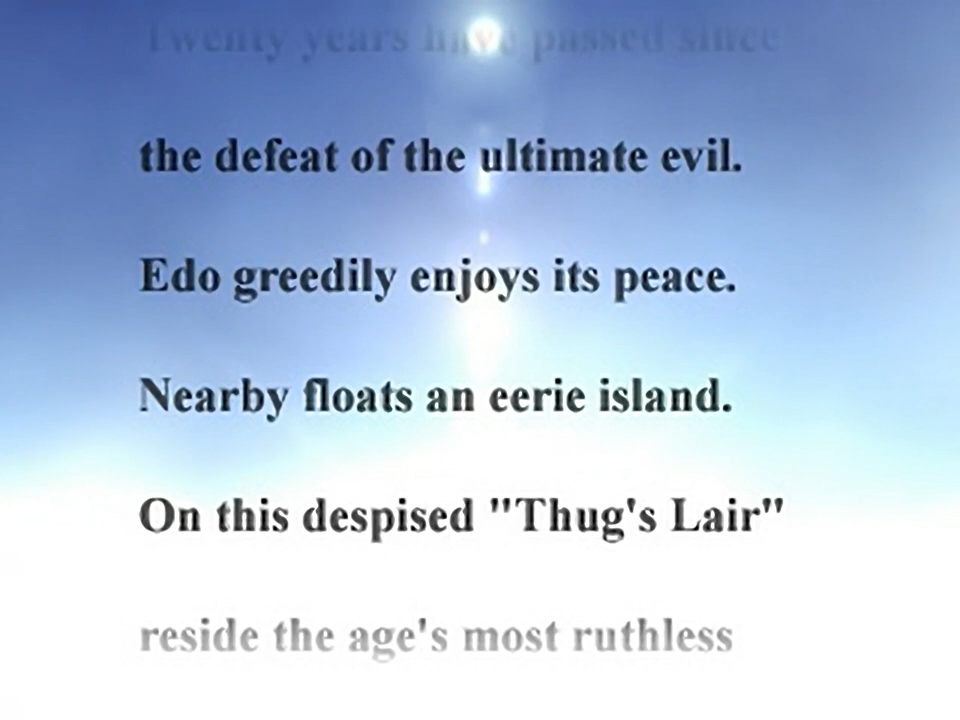 Twenty years have passed since
the defeat of the ultimate evil.
Edo greedily enjoys its peace.
Nearby floats an eerie island.
On this despised "Thug's Lair"
reside the age's most ruthless